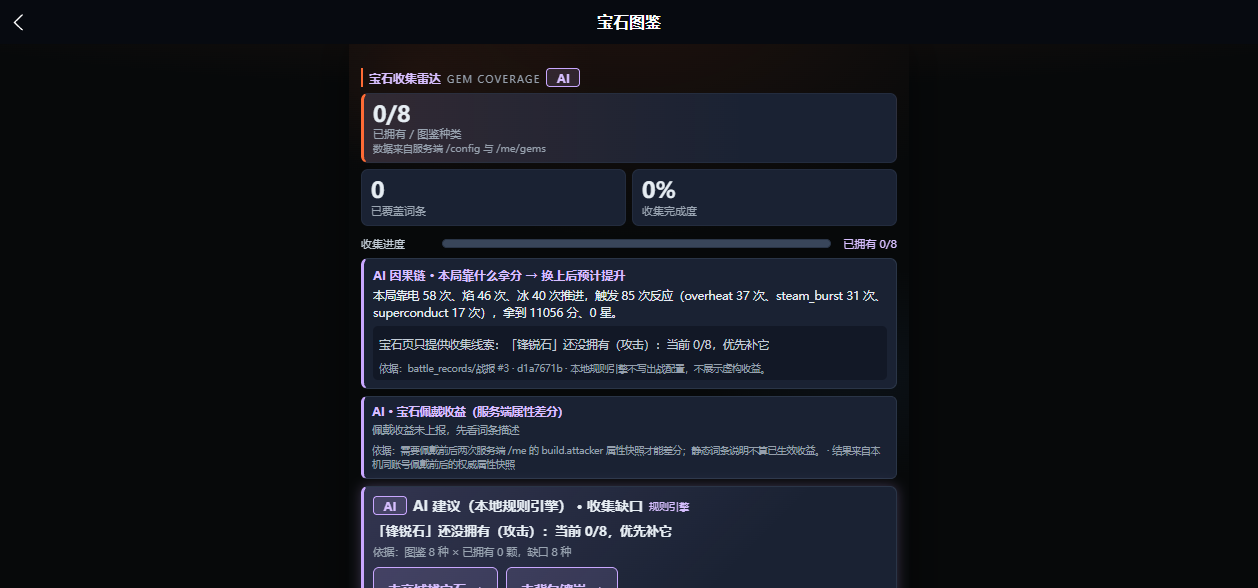 宝石图鉴
宝石收集雷达 GEM COVERAGE AI
0/8
已拥有 / 图鉴种类
数据来自服务端 /config 与 /me/gems
0
已覆盖词条
0%
收集完成度
收集进度 已拥有 0/8
AI 因果链 • 本局靠什么拿分 → 换上后预计提升
本局靠电 58 次、焰 46 次、冰 40 次推进，触发 85 次反应（overheat 37 次、steam_burst 31 次、
superconduct 17 次），拿到 11056 分、0 星。
宝石页只提供收集线索：「锋锐石」还没拥有（攻击）：当前 0/8，优先补它
依据：battle_records/战报 #3 · d1a7671b · 本地规则引擎不写出战配置，不展示虚构收益。
AI • 宝石佩戴收益（服务端属性差分）
佩戴收益未上报，先看词条描述
依据：需要佩戴前后两次服务端 /me 的 build.attacker 属性快照才能差分；静态词条说明不算已生效收益。 · 结果来自本
机同账号佩戴前后的权威属性快照
AI AI 建议（本地规则引擎）• 收集缺口 规则引擎
「锋锐石」还没拥有（攻击）：当前 0/8，优先补它
依据：图鉴 8 种 × 已拥有 0 颗，缺口 8 种